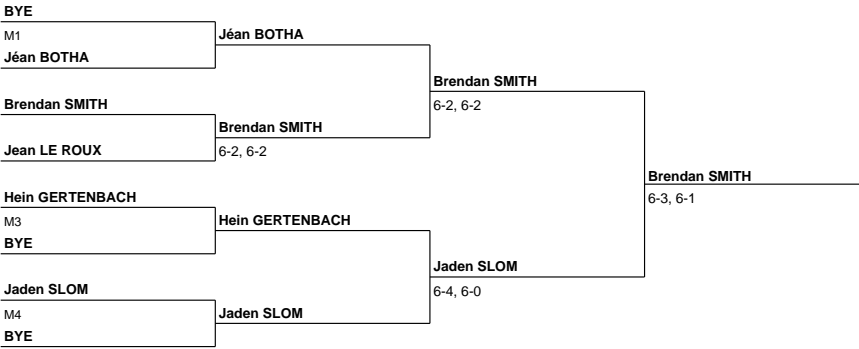 BYE
M1
Jéan BOTHA
Jéan BOTHA
Brendan SMITH
6-2, 6-2
Brendan SMITH
Brendan SMITH
Jean LE ROUX
6-2, 6-2
Brendan SMITH
6-3, 6-1
Hein GERTENBACH
M3
Hein GERTENBACH
BYE
Jaden SLOM
6-4, 6-0
Jaden SLOM
M4
Jaden SLOM
BYE